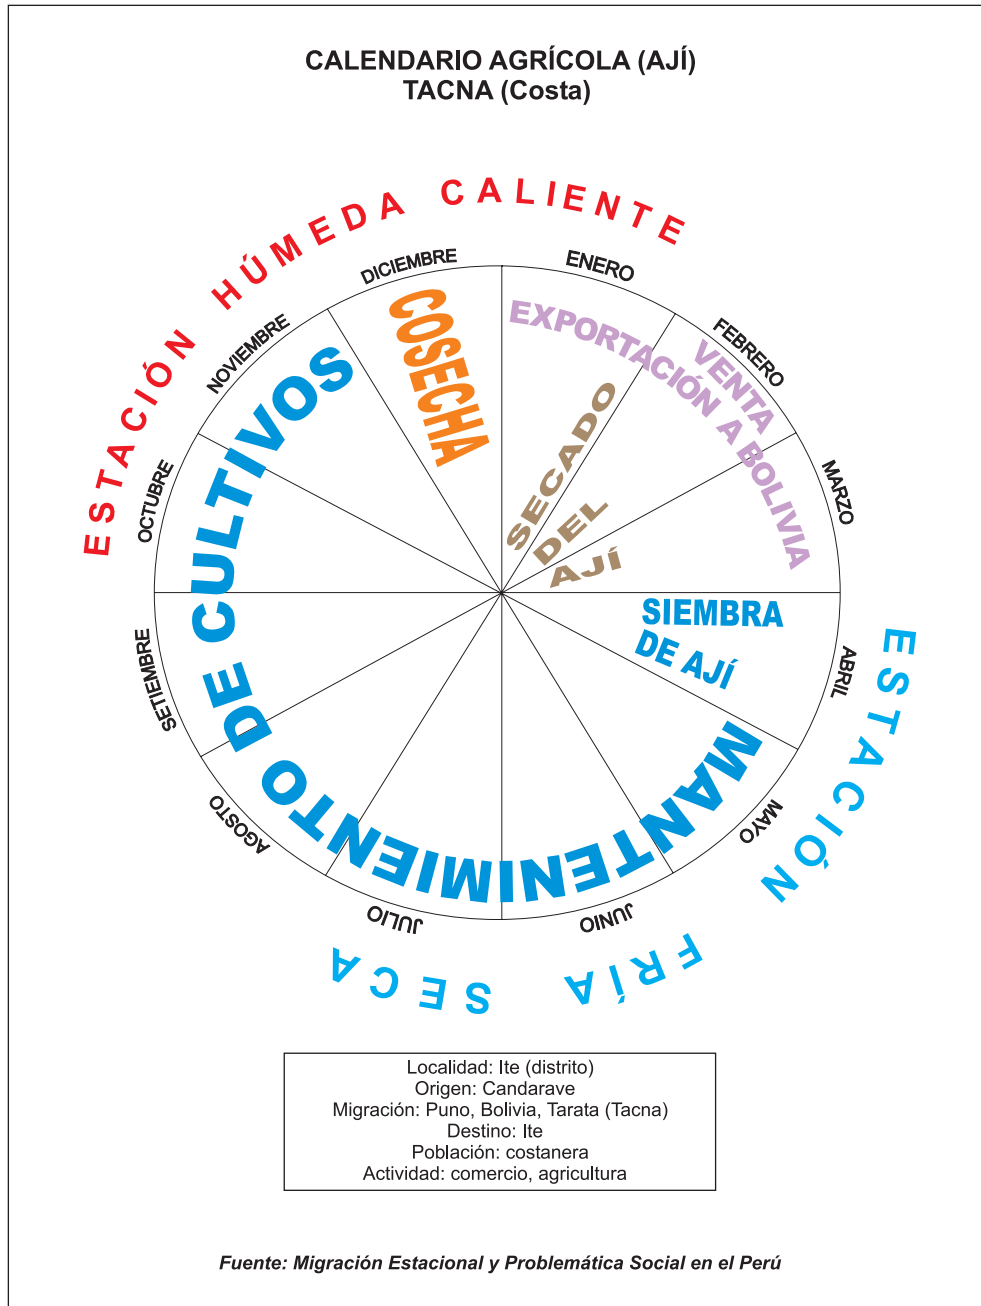 CALENDARIO AGRÍCOLA (AJÍ)
TACNA (Costa)
ESTACIÓN HÚMEDA CALIENTE
ENERO
FEBRERO
MARZO
ABRIL
MAYO
JUNIO
JULIO
AGOSTO
SETIEMBRE
OCTUBRE
NOVIEMBRE
DICIEMBRE
COSECHA
EXPORTACIÓN A BOLIVIA
VENTA
SECADO
DEL
AJÍ
SIEMBRA
DE AJÍ
MANTENIMIENTO DE CULTIVOS
ESTACIÓN FRÍA SECA
Localidad: Ite (distrito)
Origen: Candarave
Migración: Puno, Bolivia, Tarata (Tacna)
Destino: Ite
Población: costanera
Actividad: comercio, agricultura
Fuente: Migración Estacional y Problemática Social en el Perú